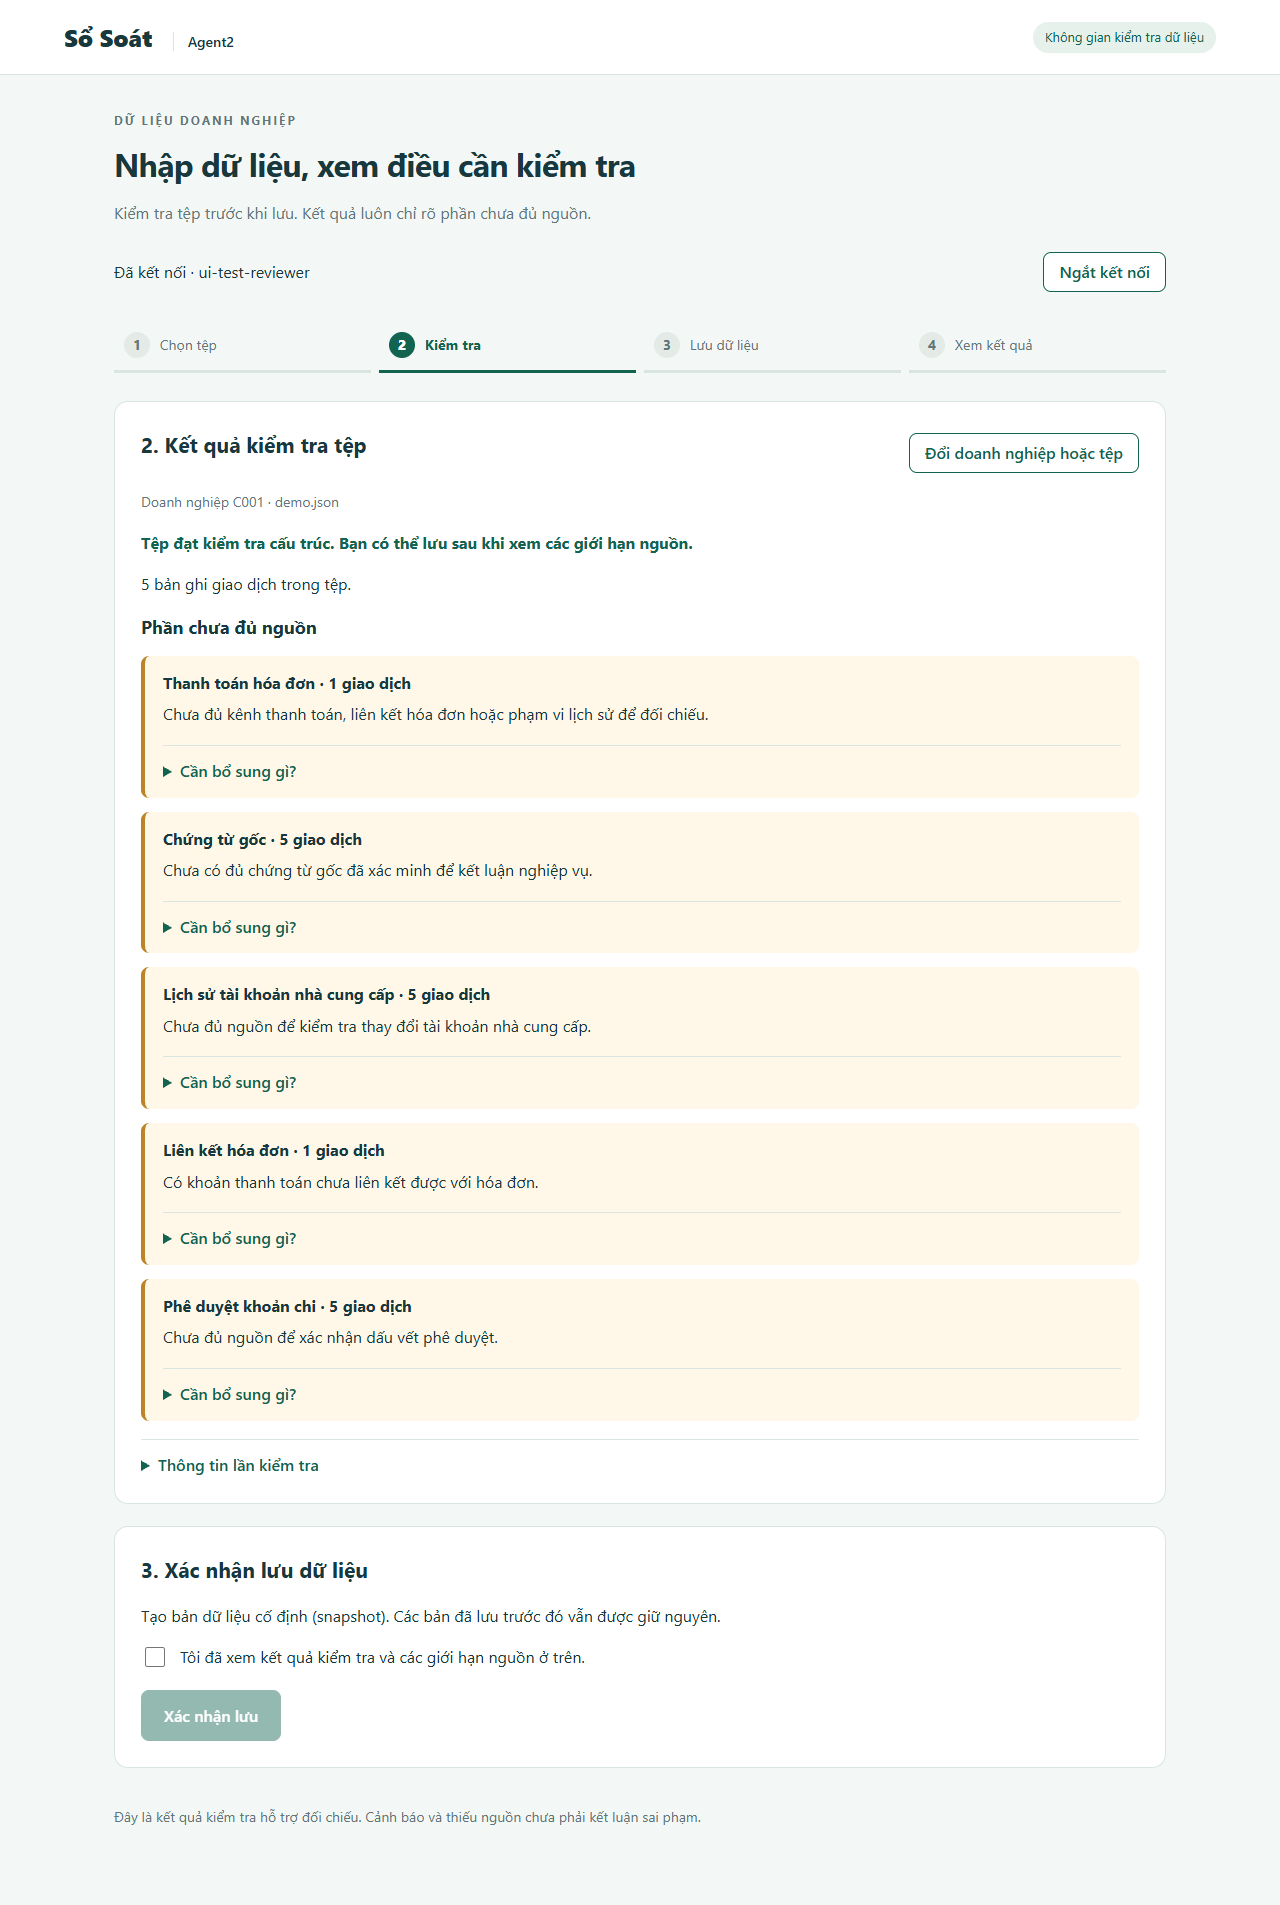 Sổ Soát
Agent2
Không gian kiểm tra dữ liệu
DỮ LIỆU DOANH NGHIỆP
Nhập dữ liệu, xem điều cần kiểm tra
Kiểm tra tệp trước khi lưu. Kết quả luôn chỉ rõ phần chưa đủ nguồn.
Đã kết nối · ui-test-reviewer
Ngắt kết nối
1 Chọn tệp
2 Kiểm tra
3 Lưu dữ liệu
4 Xem kết quả
2. Kết quả kiểm tra tệp
Đổi doanh nghiệp hoặc tệp
Doanh nghiệp C001 · demo.json
Tệp đạt kiểm tra cấu trúc. Bạn có thể lưu sau khi xem các giới hạn nguồn.
5 bản ghi giao dịch trong tệp.
Phần chưa đủ nguồn
Thanh toán hóa đơn · 1 giao dịch
Chưa đủ kênh thanh toán, liên kết hóa đơn hoặc phạm vi lịch sử để đối chiếu.
Cần bổ sung gì?
Chứng từ gốc · 5 giao dịch
Chưa có đủ chứng từ gốc đã xác minh để kết luận nghiệp vụ.
Cần bổ sung gì?
Lịch sử tài khoản nhà cung cấp · 5 giao dịch
Chưa đủ nguồn để kiểm tra thay đổi tài khoản nhà cung cấp.
Cần bổ sung gì?
Liên kết hóa đơn · 1 giao dịch
Có khoản thanh toán chưa liên kết được với hóa đơn.
Cần bổ sung gì?
Phê duyệt khoản chi · 5 giao dịch
Chưa đủ nguồn để xác nhận dấu vết phê duyệt.
Cần bổ sung gì?
Thông tin lần kiểm tra
3. Xác nhận lưu dữ liệu
Tạo bản dữ liệu cố định (snapshot). Các bản đã lưu trước đó vẫn được giữ nguyên.
Tôi đã xem kết quả kiểm tra và các giới hạn nguồn ở trên.
Xác nhận lưu
Đây là kết quả kiểm tra hỗ trợ đối chiếu. Cảnh báo và thiếu nguồn chưa phải kết luận sai phạm.